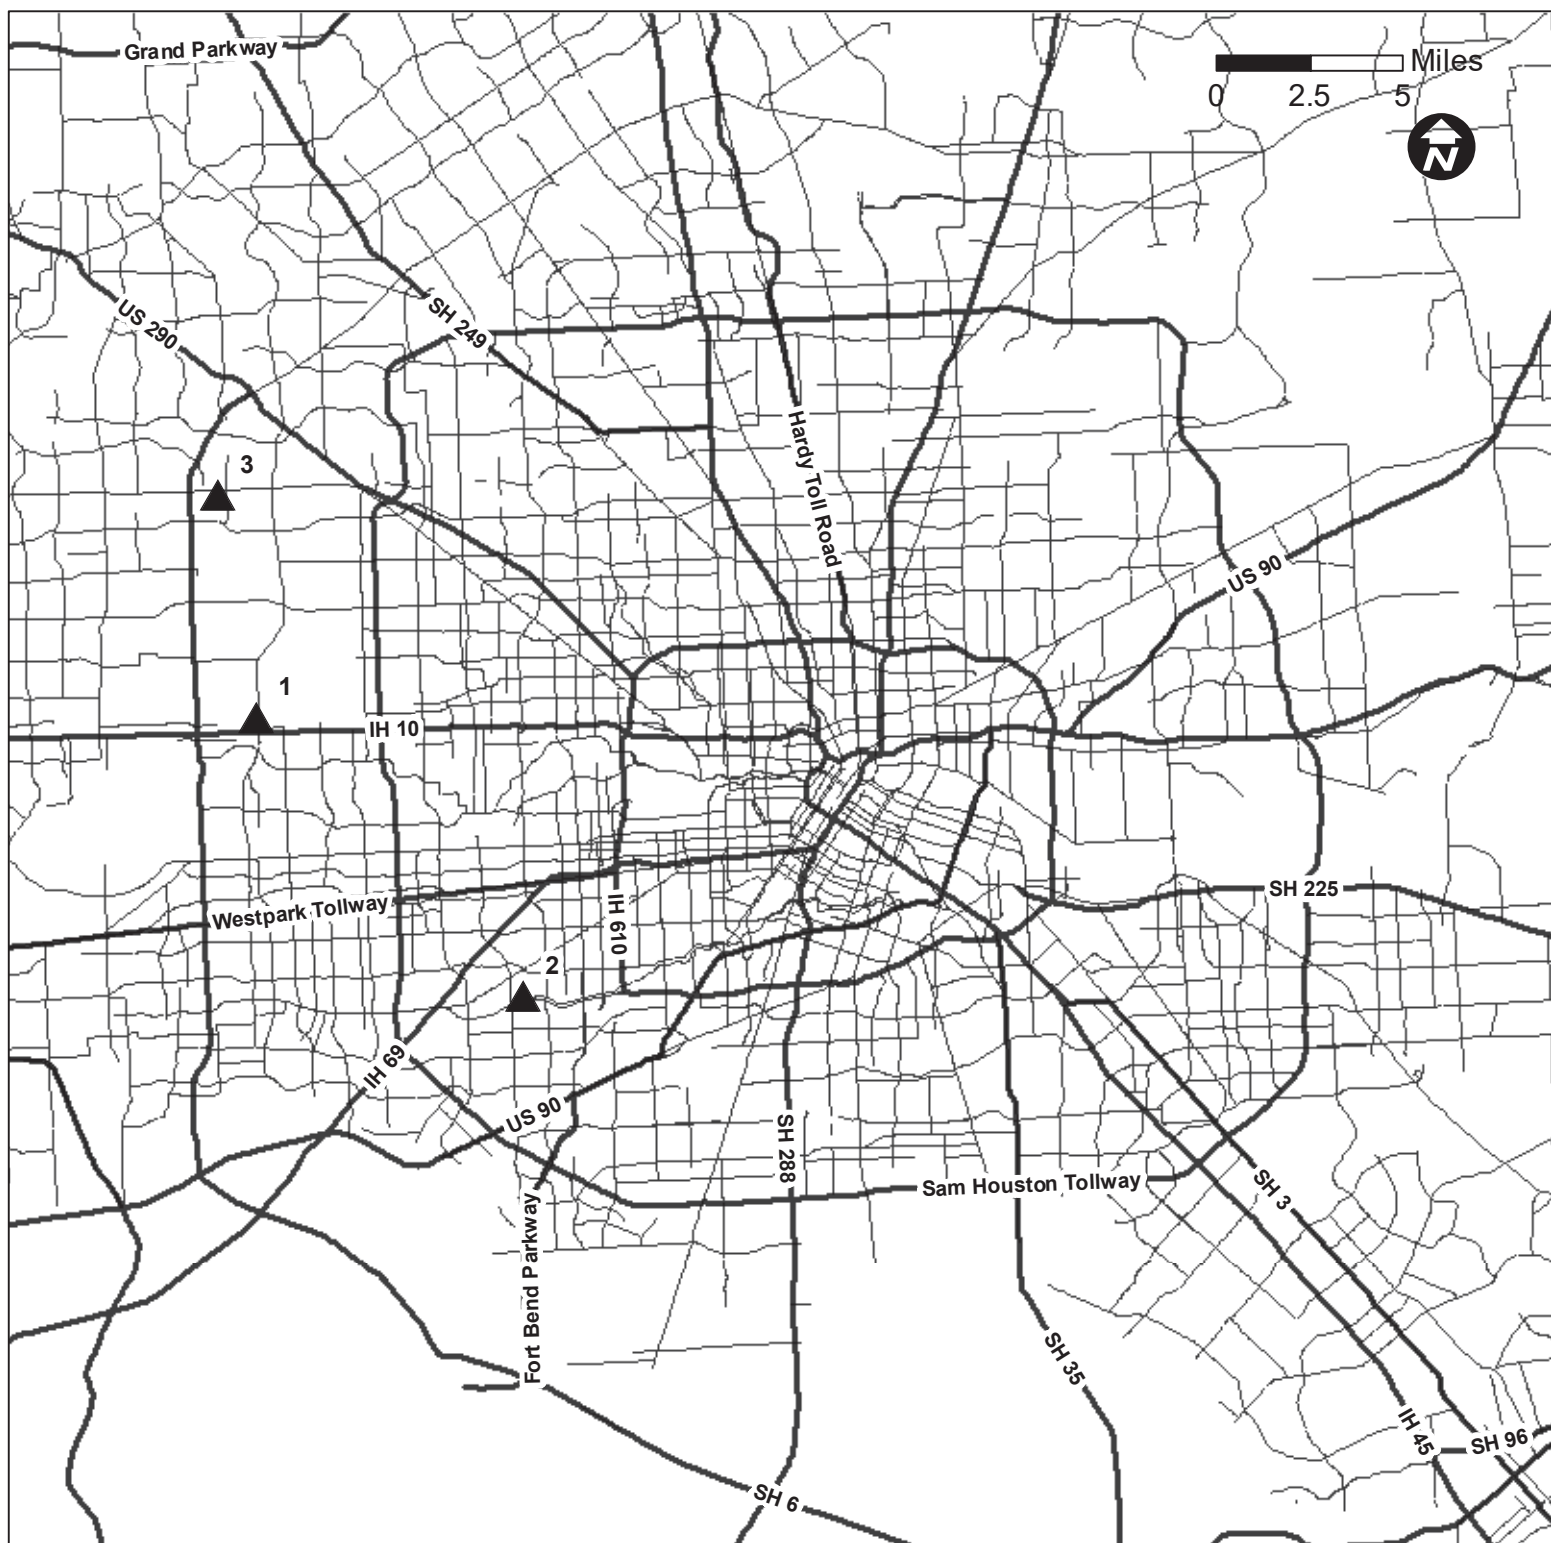 Grand Parkway
Miles
0 2.5 5
N
US 290
SH 249
Hardy Toll Road
3
US 90
1
IH 10
SH 225
Westpark Tollway
IH 610
2
IH 69
US 90
SH 288
Sam Houston Tollway
SH 3
Fort Bend Parkway
SH 35
IH 45
SH 96
SH 6